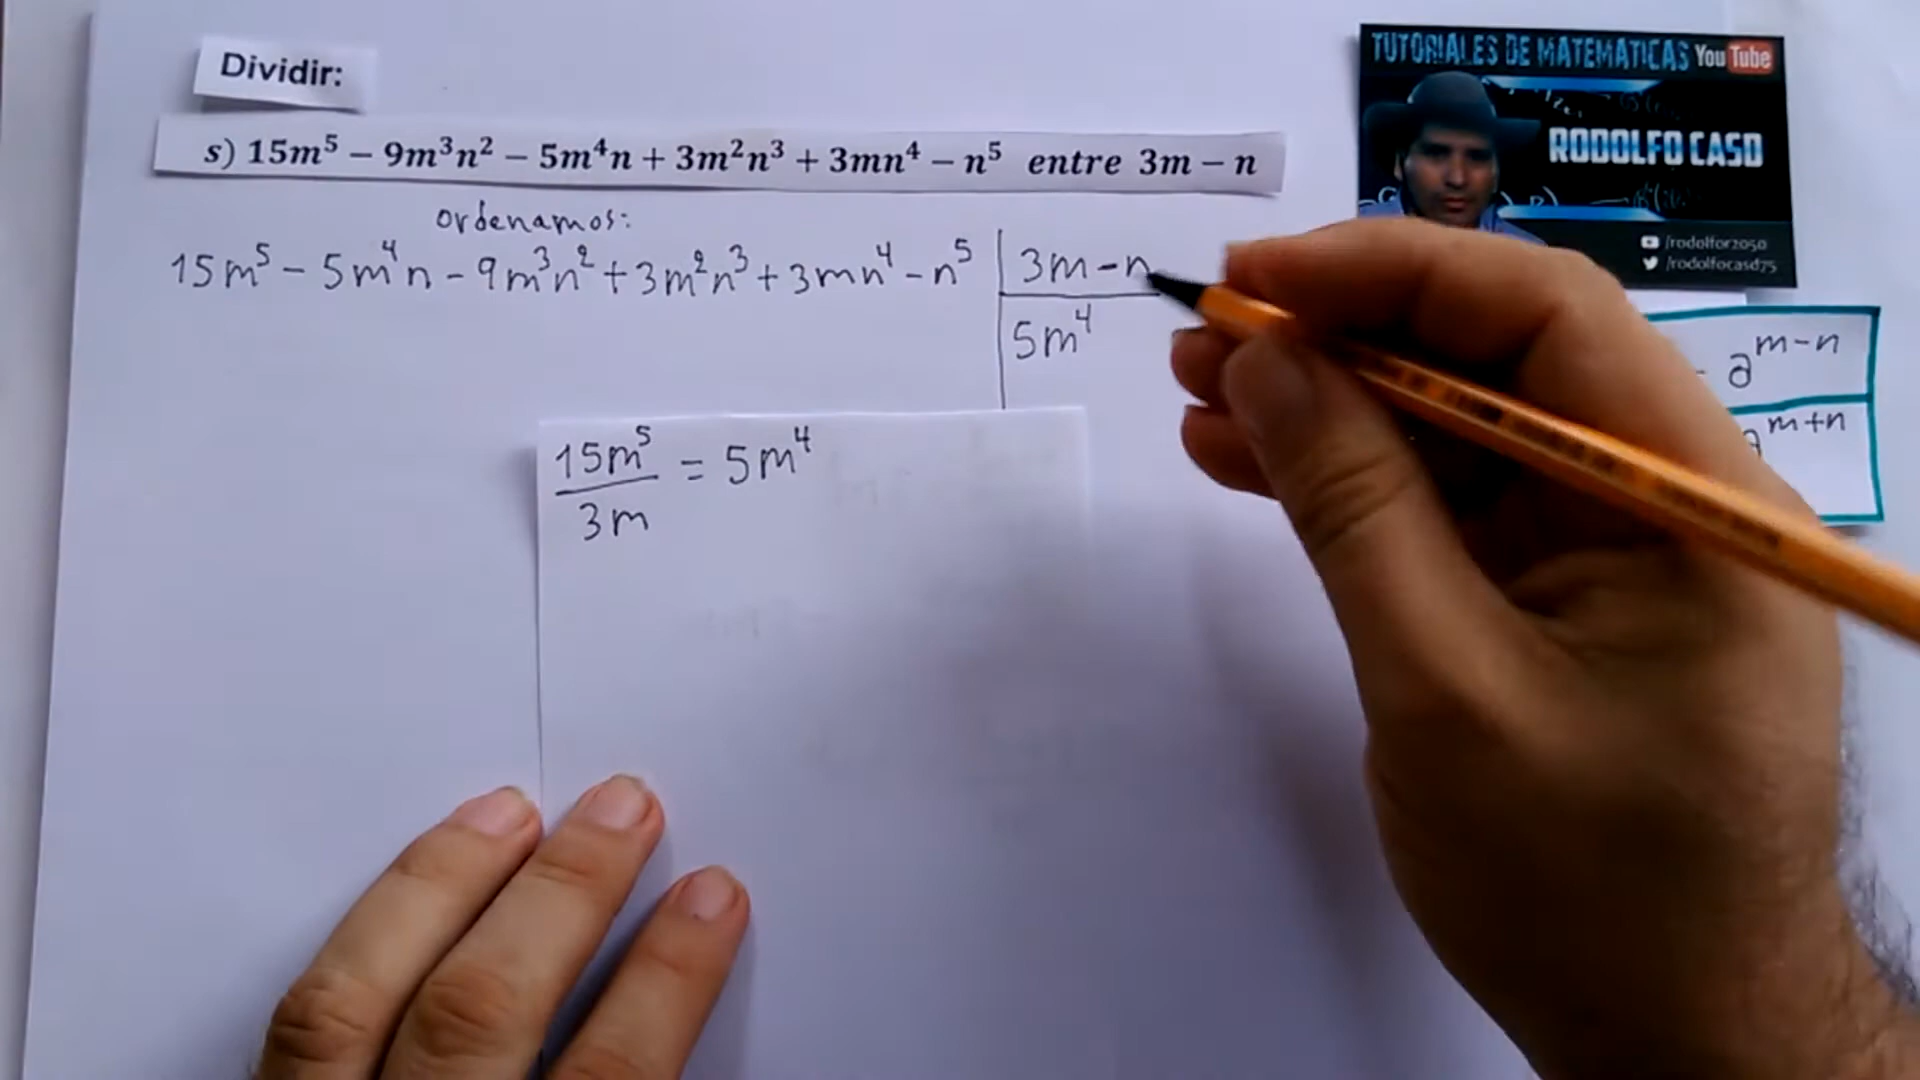 Dividir:
TUTORIALES DE MATEMATICAS YouTube
RODOLFO CASD
/rodolfor2050
/rodolfocasd75
s) 15m⁵ − 9m³n² − 5m⁴n + 3m²n³ + 3mn⁴ − n⁵ entre 3m − n
ordenamos:
15m⁵ − 5m⁴n − 9m³n² + 3m²n³ + 3mn⁴ − n⁵ | 3m − n
5m⁴
a^(m−n)
a^(m+n)
15m⁵/3m = 5m⁴